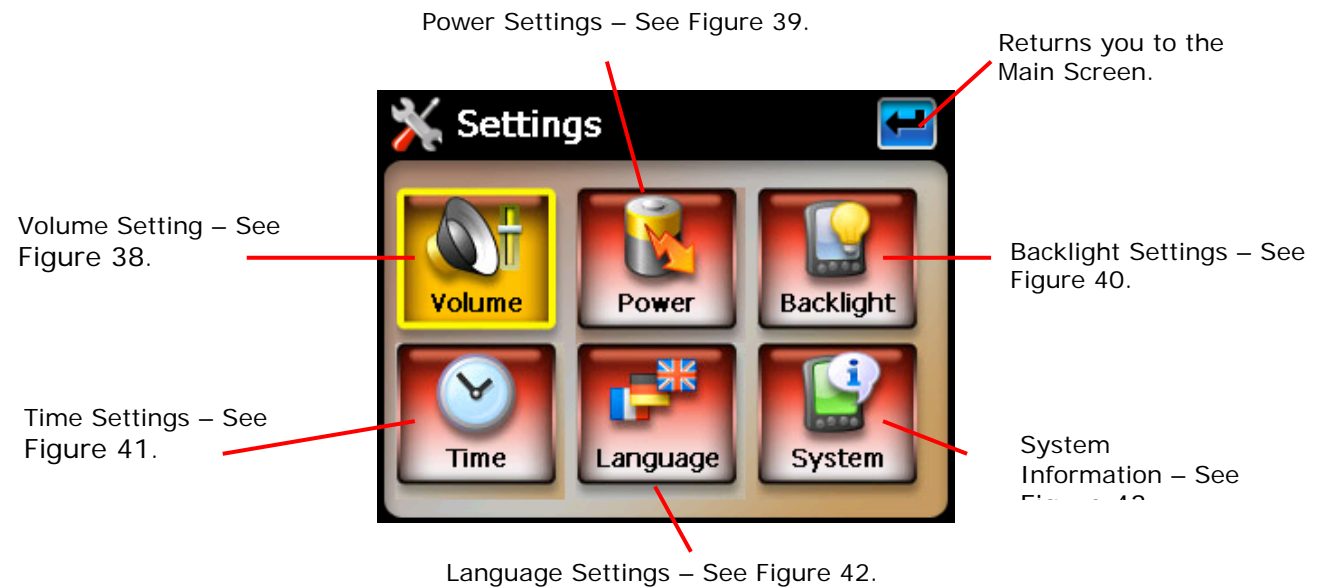 Power Settings – See Figure 39.
Returns you to the
Main Screen.
Settings
Volume Setting – See
Figure 38.
Volume
Power
Backlight
Backlight Settings – See
Figure 40.
Time Settings – See
Figure 41.
Time
Language
System
System
Information – See
Language Settings – See Figure 42.